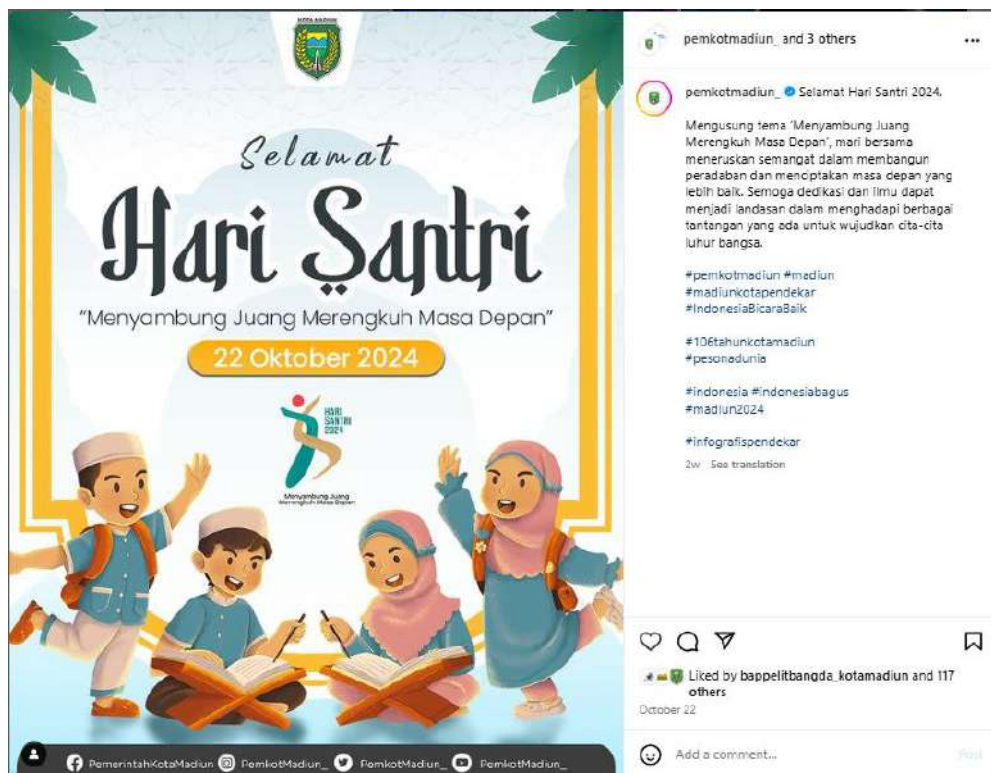 KOTA MADIUN
Selamat
Hari Santri
"Menyambung Juang Merengkuh Masa Depan"
22 Oktober 2024
HARI
SANTRI
2024
Menyambung Juang
Merengkuh Masa Depan
PemerintahKotaMadiun PemkotMadiun_ PemkotMadiun_ PemkotMadiun_
pemkotmadiun_ and 3 others
pemkotmadiun_ Selamat Hari Santri 2024.
Mengusung tema 'Menyambung Juang
Merengkuh Masa Depan', mari bersama
meneruskan semangat dalam membangun
peradaban dan menciptakan masa depan yang
lebih baik. Semoga dedikasi dan ilmu dapat
menjadi landasan dalam menghadapi berbagai
tantangan yang ada untuk wujudkan cita-cita
luhur bangsa.
#pemkotmadiun #madiun
#madiunkotapendekar
#IndonesiaBicaraBaik
#106tahunkotamadiun
#pesonadunia
#indonesia #indonesiabagus
#madiun2024
#infografispendekar
2w See translation
Liked by bappelitbangda_kotamadiun and 117
others
October 22
Add a comment...
Post